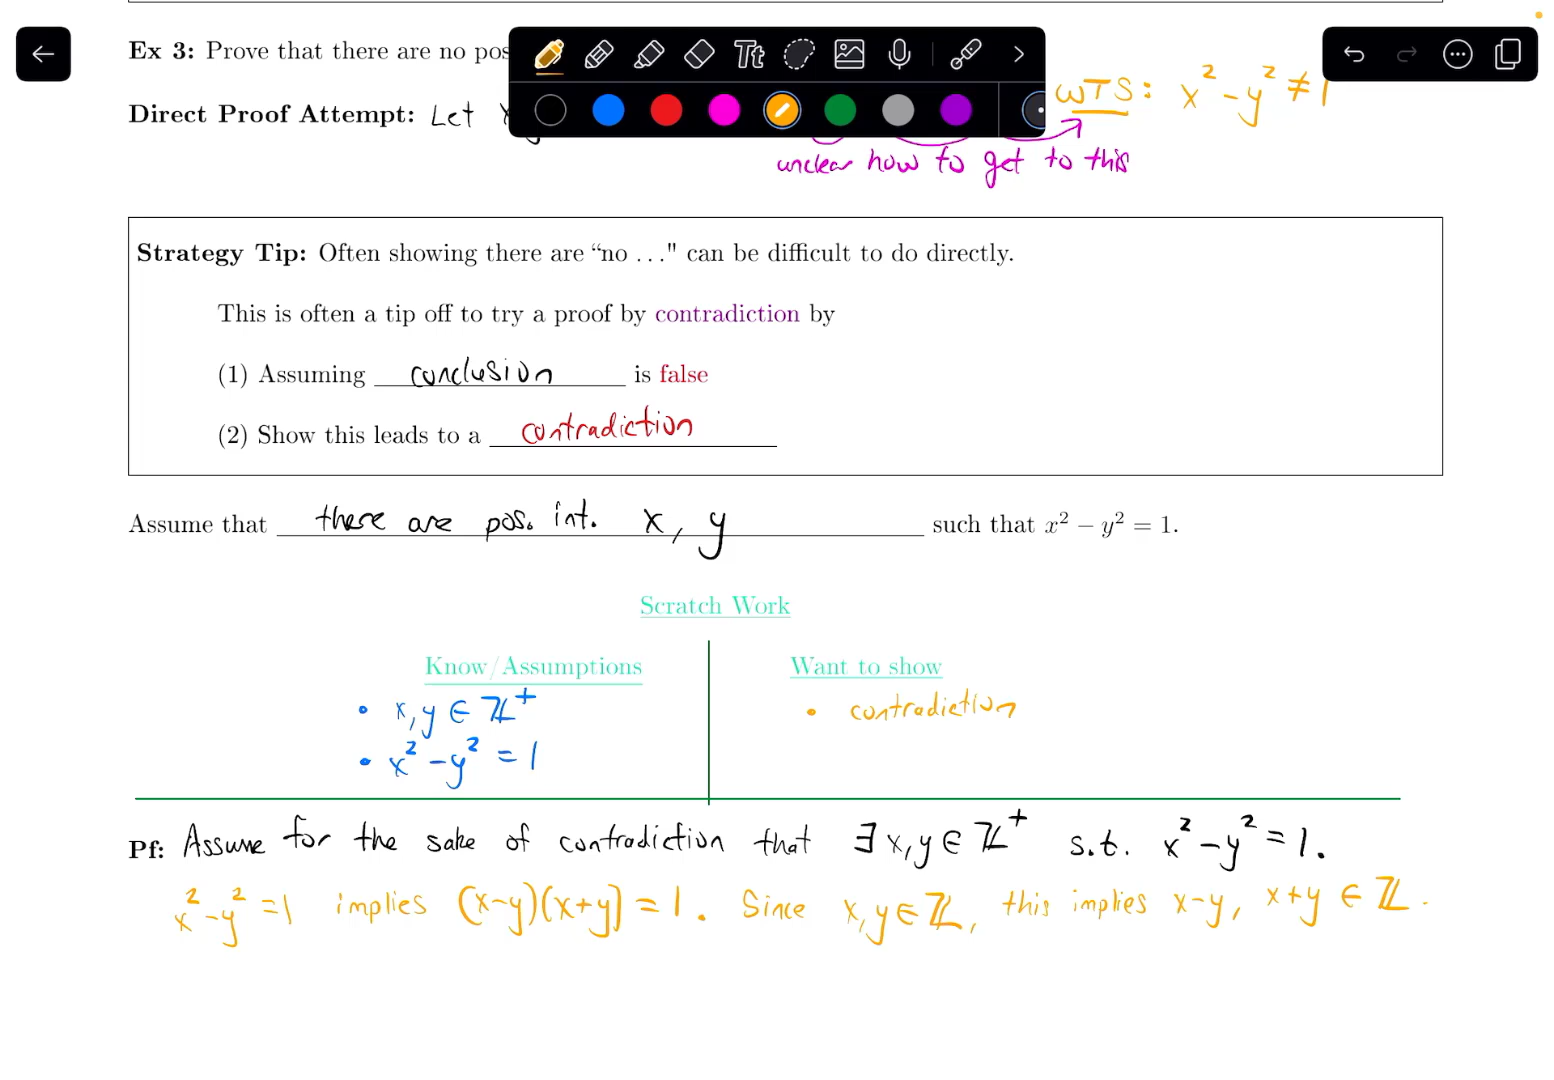 Ex 3: Prove that there are no pos
Tt
WTS: x² - y² ≠ 1
Direct Proof Attempt: Let
unclear how to get to this
Strategy Tip: Often showing there are “no ..." can be difficult to do directly.
This is often a tip off to try a proof by contradiction by
(1) Assuming conclusion is false
(2) Show this leads to a contradiction
Assume that there are pos. int. x, y such that x² − y² = 1.
Scratch Work
Know/Assumptions
Want to show
• x, y ∈ ℤ⁺
• contradiction
• x² - y² = 1
Pf: Assume for the sake of contradiction that ∃ x, y ∈ ℤ⁺ s.t. x² - y² = 1.
x² - y² = 1 implies (x-y)(x+y) = 1. Since x, y ∈ ℤ, this implies x-y, x+y ∈ ℤ.